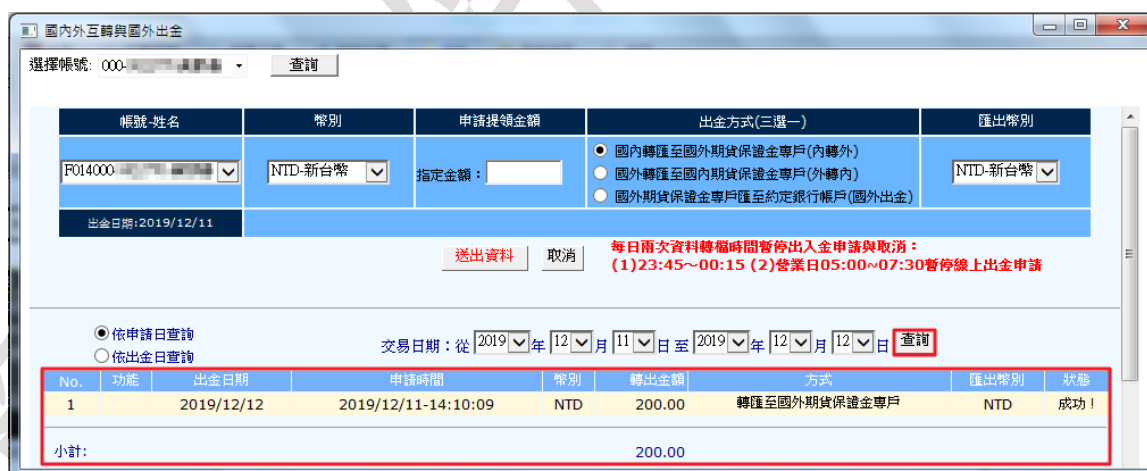 國內外互轉與國外出金
選擇帳號: 000- 查詢
帳號-姓名 幣別 申請提領金額 出金方式(三選一) 匯出幣別
F014000- NTD-新台幣 指定金額： 國內轉匯至國外期貨保證金專戶(內轉外) NTD-新台幣
國外轉匯至國內期貨保證金專戶(外轉內)
國外期貨保證金專戶匯至約定銀行帳戶(國外出金)
出金日期:2019/12/11
送出資料 取消 每日兩次資料轉檔時間暫停出入金申請與取消：
(1)23:45～00:15 (2)營業日05:00~07:30暫停線上出金申請
依申請日查詢
依出金日查詢
交易日期：從 2019 年 12 月 11 日 至 2019 年 12 月 12 日 查詢
No. 功能 出金日期 申請時間 幣別 轉出金額 方式 匯出幣別 狀態
1 2019/12/12 2019/12/11-14:10:09 NTD 200.00 轉匯至國外期貨保證金專戶 NTD 成功！
小計: 200.00